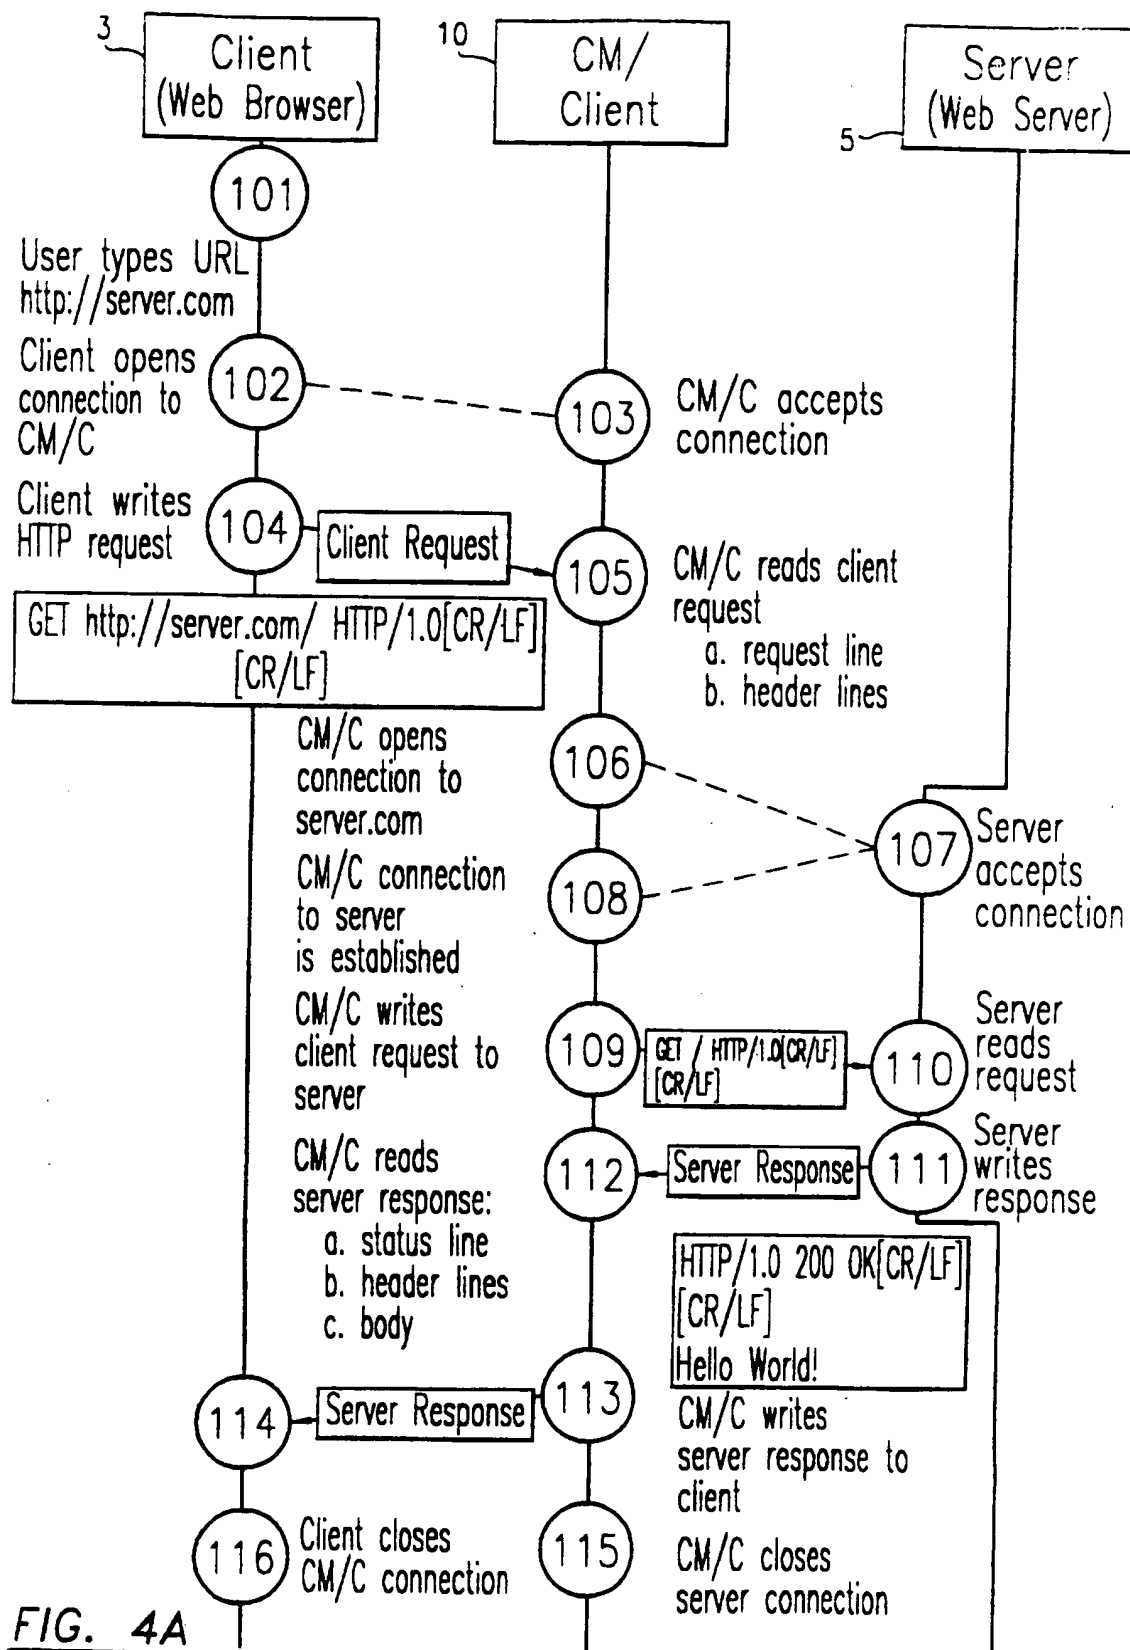 3
Client
(Web Browser)
10
CM/
Client
Server
(Web Server)
5
101
User types URL
http://server.com
Client opens
connection to
CM/C
102
103
CM/C accepts
connection
Client writes
HTTP request
104
Client Request
105
CM/C reads client
request
a. request line
b. header lines
GET http://server.com/ HTTP/1.0[CR/LF]
[CR/LF]
CM/C opens
connection to
server.com
106
107
Server
accepts
connection
CM/C connection
to server
is established
108
CM/C writes
client request to
server
109
GET / HTTP/1.0[CR/LF]
[CR/LF]
110
Server
reads
request
CM/C reads
server response:
a. status line
b. header lines
c. body
112
Server Response
111
Server
writes
response
HTTP/1.0 200 OK[CR/LF]
[CR/LF]
Hello World!
114
Server Response
113
CM/C writes
server response to
client
116
Client closes
CM/C connection
115
CM/C closes
server connection
FIG. 4A